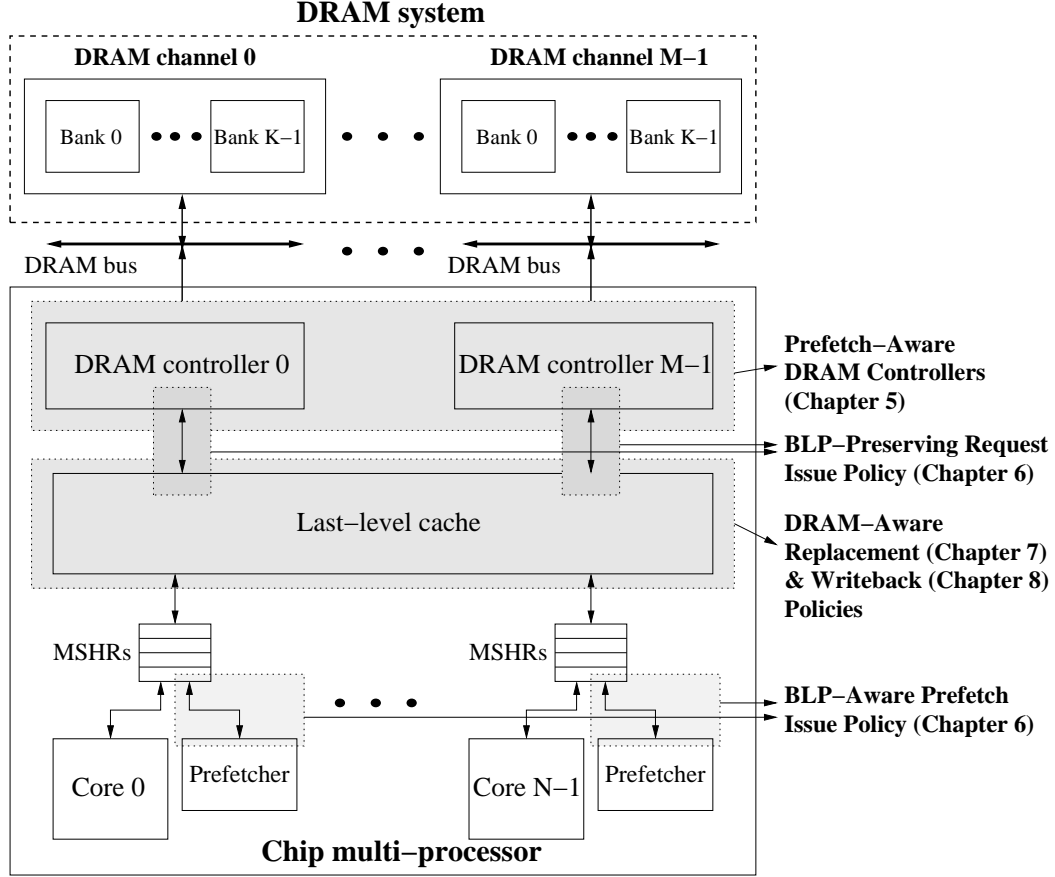 DRAM system
DRAM channel 0
DRAM channel M−1
Bank 0
Bank K−1
Bank 0
Bank K−1
DRAM bus
DRAM bus
DRAM controller 0
DRAM controller M−1
Prefetch−Aware
DRAM Controllers
(Chapter 5)
BLP−Preserving Request
Issue Policy (Chapter 6)
Last−level cache
DRAM−Aware
Replacement (Chapter 7)
& Writeback (Chapter 8)
Policies
MSHRs
MSHRs
BLP−Aware Prefetch
Issue Policy (Chapter 6)
Core 0
Prefetcher
Core N−1
Prefetcher
Chip multi−processor